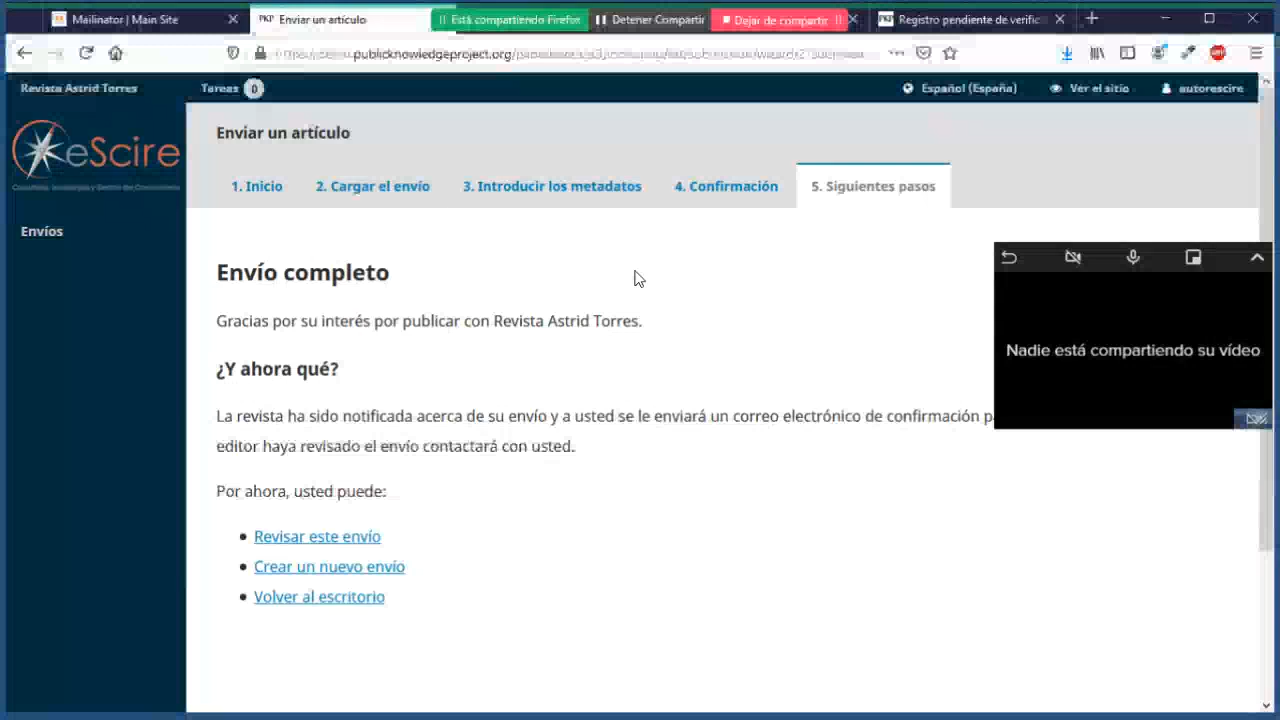 Mailinator | Main Site
Enviar un artículo
Está compartiendo Firefox
Detener Compartir
Dejar de compartir
Registro pendiente de verific
publicknowledgeproject.org/
Revista Astrid Torres
Tareas 0
Español (España)
Ver el sitio
autorescire
eScire
Enviar un artículo
1. Inicio
2. Cargar el envío
3. Introducir los metadatos
4. Confirmación
5. Siguientes pasos
Envíos
Envío completo
Gracias por su interés por publicar con Revista Astrid Torres.
¿Y ahora qué?
La revista ha sido notificada acerca de su envío y a usted se le enviará un correo electrónico de confirmación p
editor haya revisado el envío contactará con usted.
Por ahora, usted puede:
Revisar este envío
Crear un nuevo envío
Volver al escritorio
Nadie está compartiendo su vídeo